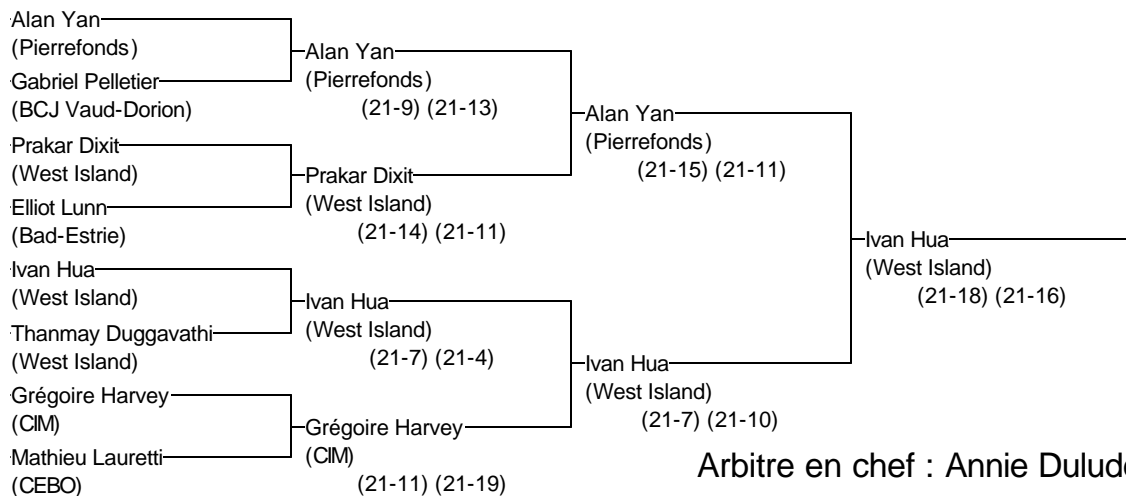 Alan Yan
(Pierrefonds)
Gabriel Pelletier
(BCJ Vaud-Dorion)
Prakar Dixit
(West Island)
Elliot Lunn
(Bad-Estrie)
Ivan Hua
(West Island)
Thanmay Duggavathi
(West Island)
Grégoire Harvey
(CIM)
Mathieu Lauretti
(CEBO)
Alan Yan
(Pierrefonds)
(21-9) (21-13)
Prakar Dixit
(West Island)
(21-14) (21-11)
Ivan Hua
(West Island)
(21-7) (21-4)
Grégoire Harvey
(CIM)
(21-11) (21-19)
Alan Yan
(Pierrefonds)
(21-15) (21-11)
Ivan Hua
(West Island)
(21-7) (21-10)
Ivan Hua
(West Island)
(21-18) (21-16)
Arbitre en chef : Annie